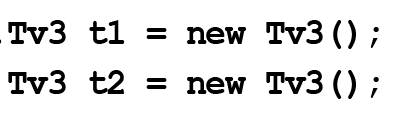 Tv3 t1 = new Tv3();
Tv3 t2 = new Tv3();